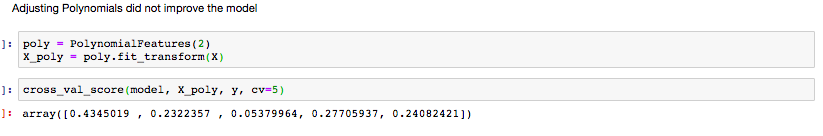 Adjusting Polynomials did not improve the model
]: poly = PolynomialFeatures(2)
X_poly = poly.fit_transform(X)
]: cross_val_score(model, X_poly, y, cv=5)
]: array([0.4345019 , 0.2322357 , 0.05379964, 0.27705937, 0.24082421])